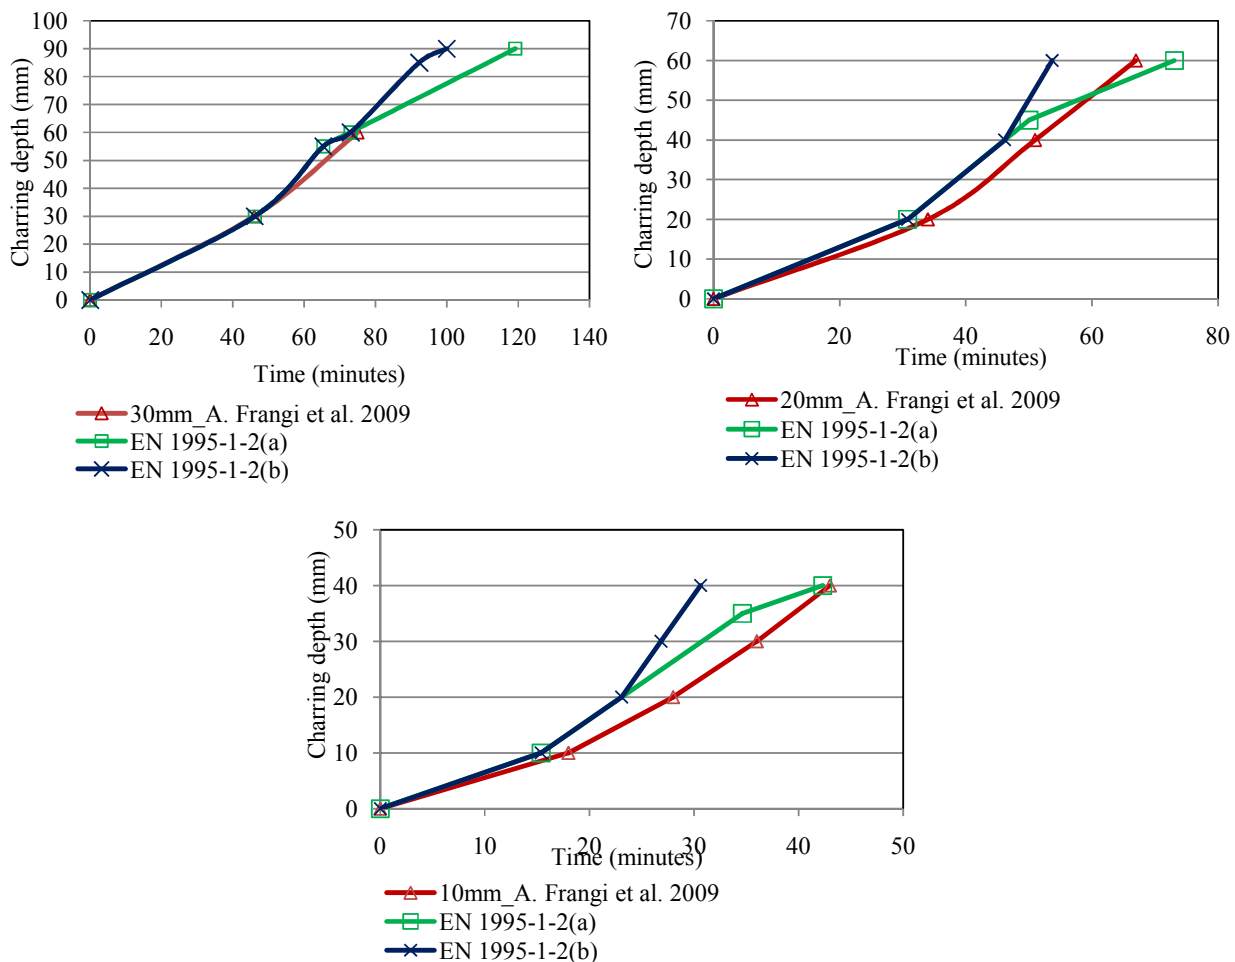 100
90
80
70
60
50
40
30
20
10
0
Charring depth (mm)
0 20 40 60 80 100 120 140
Time (minutes)
30mm_A. Frangi et al. 2009
EN 1995-1-2(a)
EN 1995-1-2(b)
70
60
50
40
30
20
10
0
Charring depth (mm)
0 20 40 60 80
Time (minutes)
20mm_A. Frangi et al. 2009
EN 1995-1-2(a)
EN 1995-1-2(b)
50
40
30
20
10
0
Charring depth (mm)
0 10 20 30 40 50
Time (minutes)
10mm_A. Frangi et al. 2009
EN 1995-1-2(a)
EN 1995-1-2(b)